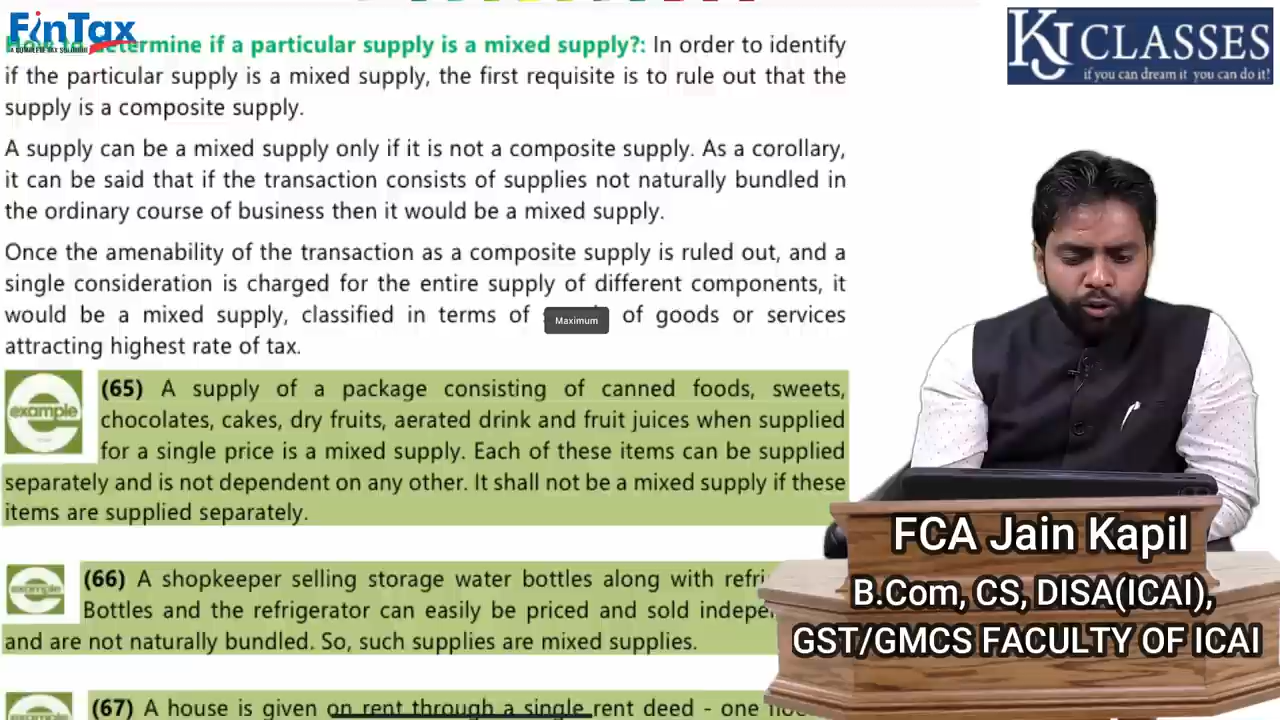 FinTax
A COMPLETE TAX SOLUTION
etermine if a particular supply is a mixed supply?: In order to identify
if the particular supply is a mixed supply, the first requisite is to rule out that the
supply is a composite supply.
A supply can be a mixed supply only if it is not a composite supply. As a corollary,
it can be said that if the transaction consists of supplies not naturally bundled in
the ordinary course of business then it would be a mixed supply.
Once the amenability of the transaction as a composite supply is ruled out, and a
single consideration is charged for the entire supply of different components, it
would be a mixed supply, classified in terms of of goods or services
Maximum
attracting highest rate of tax.
example
(65) A supply of a package consisting of canned foods, sweets,
chocolates, cakes, dry fruits, aerated drink and fruit juices when supplied
for a single price is a mixed supply. Each of these items can be supplied
separately and is not dependent on any other. It shall not be a mixed supply if these
items are supplied separately.
example
(66) A shopkeeper selling storage water bottles along with refri
Bottles and the refrigerator can easily be priced and sold indepe
and are not naturally bundled. So, such supplies are mixed supplies.
example
(67) A house is given on rent through a single rent deed - one
KJ CLASSES
if you can dream it you can do it!
FCA Jain Kapil
B.Com, CS, DISA(ICAI),
GST/GMCS FACULTY OF ICAI